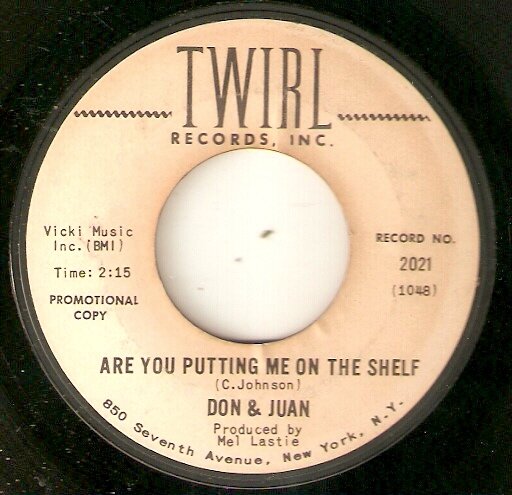 TWIRL
RECORDS, INC.
Vicki Music
Inc.(BMI)
Time: 2:15
PROMOTIONAL
COPY
RECORD NO.
2021
(1048)
ARE YOU PUTTING ME ON THE SHELF
(C.Johnson)
DON & JUAN
Produced by
Mel Lastie
850 Seventh Avenue, New York, N.Y.